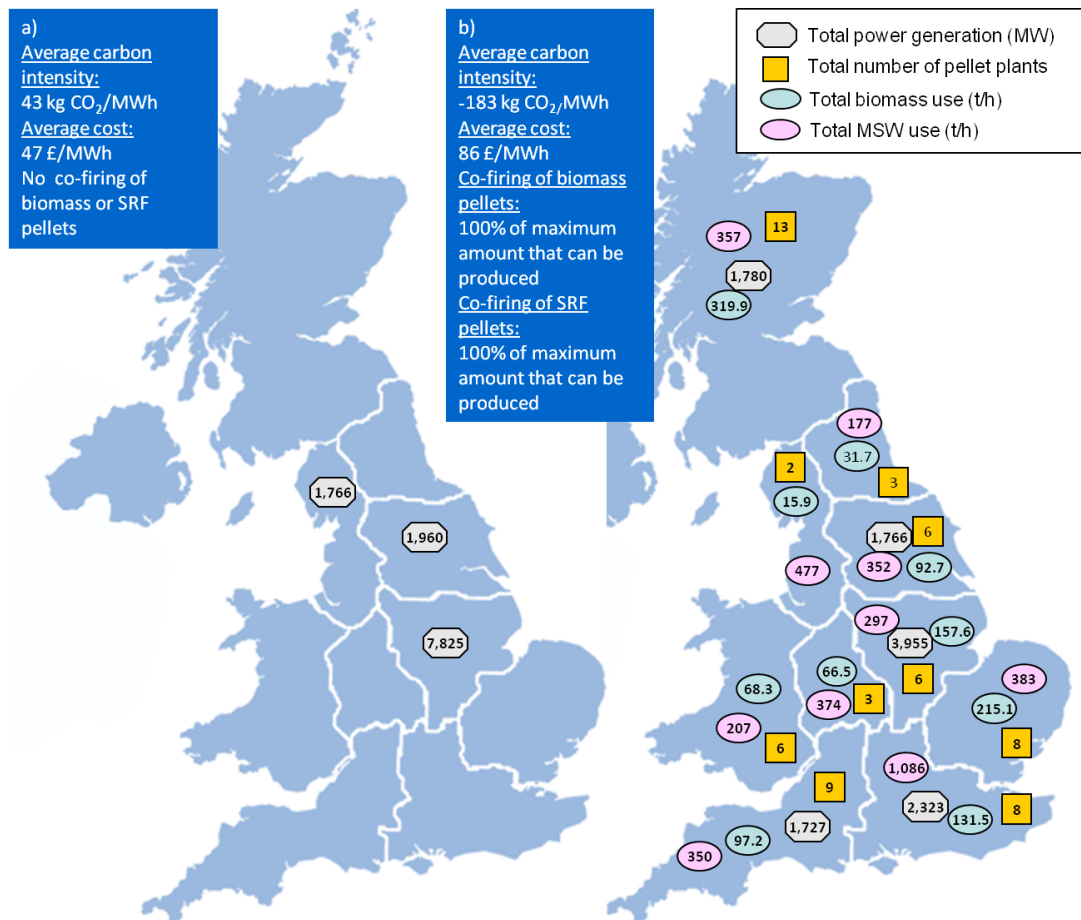 a)
Average carbon
intensity:
43 kg CO₂/MWh
Average cost:
47 £/MWh
No co-firing of
biomass or SRF
pellets
b)
Average carbon
intensity:
-183 kg CO₂/MWh
Average cost:
86 £/MWh
Co-firing of biomass
pellets:
100% of maximum
amount that can be
produced
Co-firing of SRF
pellets:
100% of maximum
amount that can be
produced
Total power generation (MW)
Total number of pellet plants
Total biomass use (t/h)
Total MSW use (t/h)
1,766
1,960
7,825
357
13
1,780
319.9
177
31.7
2
3
15.9
1,766
6
477
352
92.7
297
157.6
3,955
66.5
6
68.3
374
3
383
207
215.1
6
8
1,086
9
2,323
8
1,727
131.5
97.2
350